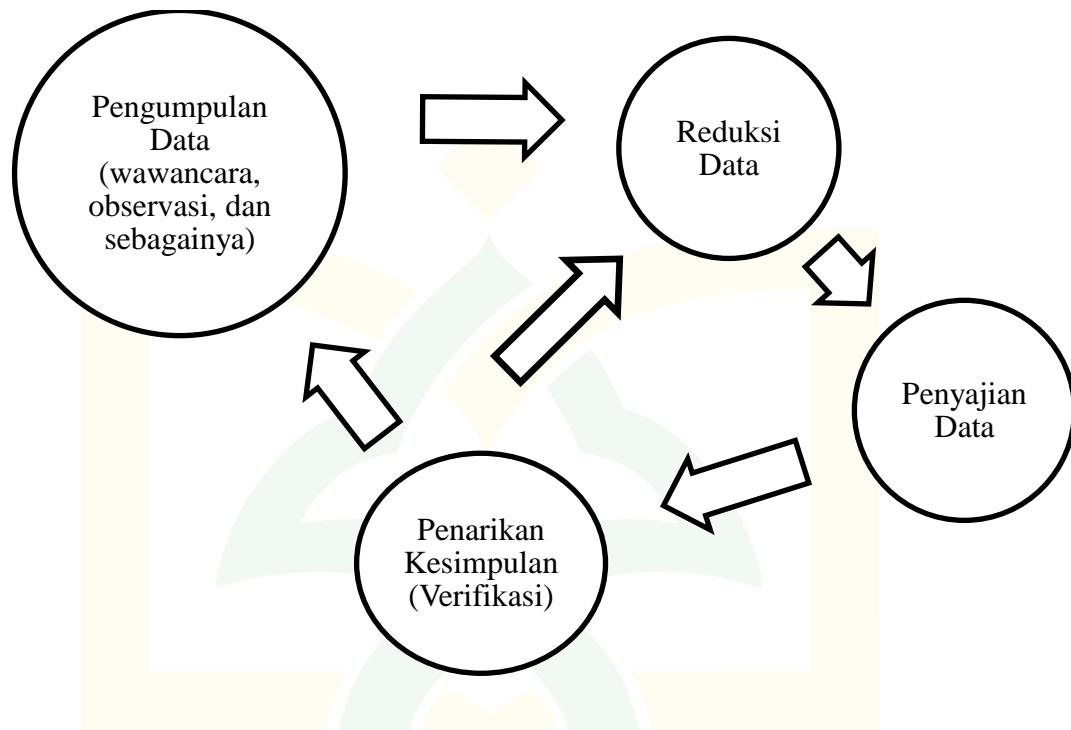 Pengumpulan
Data
(wawancara,
observasi, dan
sebagainya)
Reduksi
Data
Penyajian
Data
Penarikan
Kesimpulan
(Verifikasi)